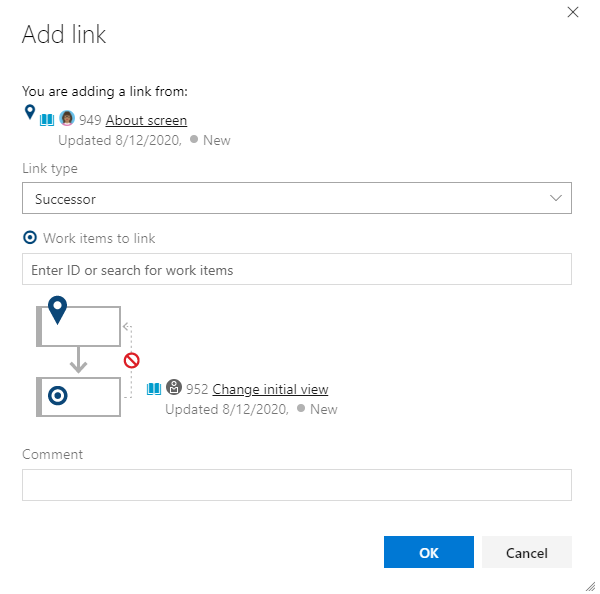 Add link
You are adding a link from:
949 About screen
Updated 8/12/2020, New
Link type
Successor
Work items to link
Enter ID or search for work items
952 Change initial view
Updated 8/12/2020, New
Comment
OK Cancel